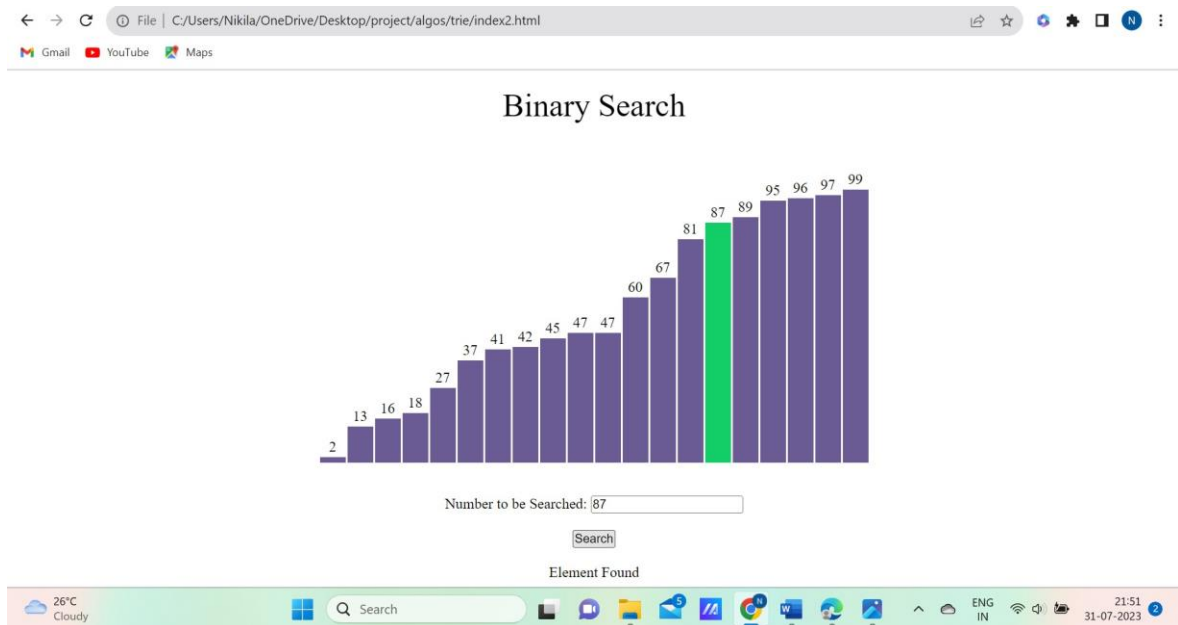 File | C:/Users/Nikila/OneDrive/Desktop/project/algos/trie/index2.html
N
Gmail YouTube Maps
Binary Search
2 13 16 18 27 37 41 42 45 47 47 60 67 81 87 89 95 96 97 99
Number to be Searched: 87
Search
Element Found
26°C
Cloudy
Search
5
N
ENG
IN
21:51
31-07-2023
2